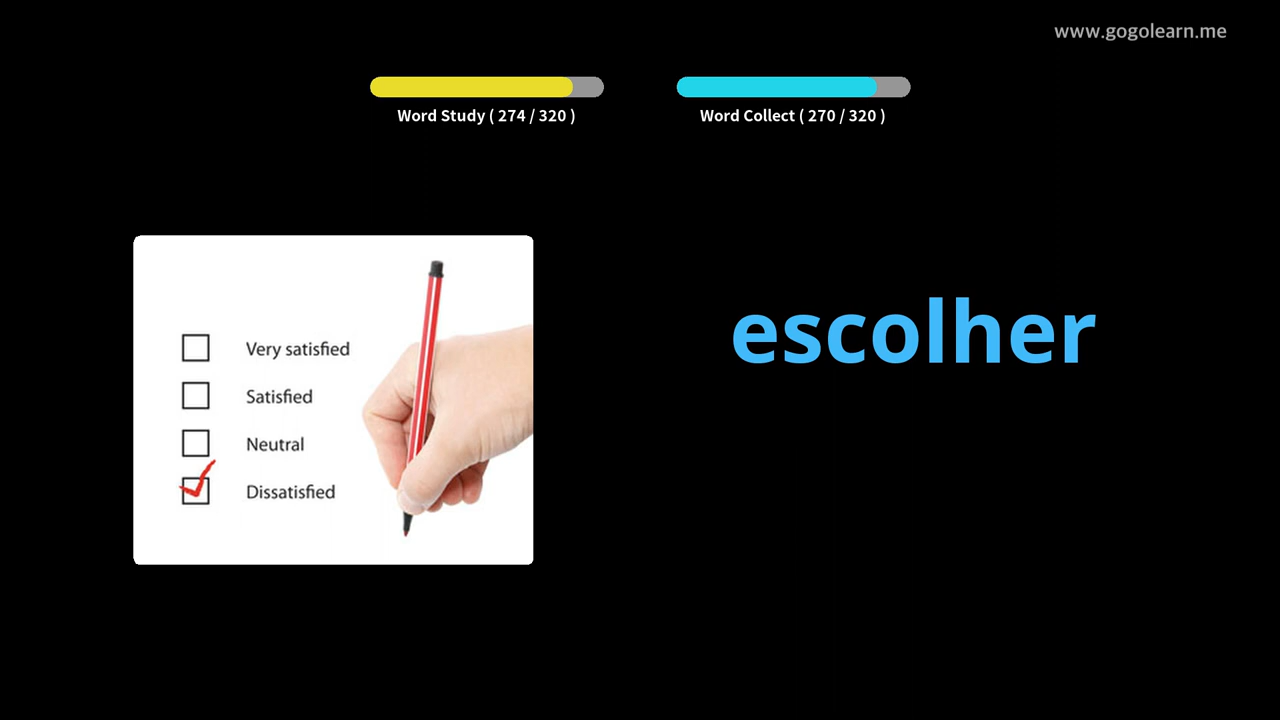 www.gogolearn.me
Word Study ( 274 / 320 )
Word Collect ( 270 / 320 )
Very satisfied
Satisfied
Neutral
Dissatisfied
escolher